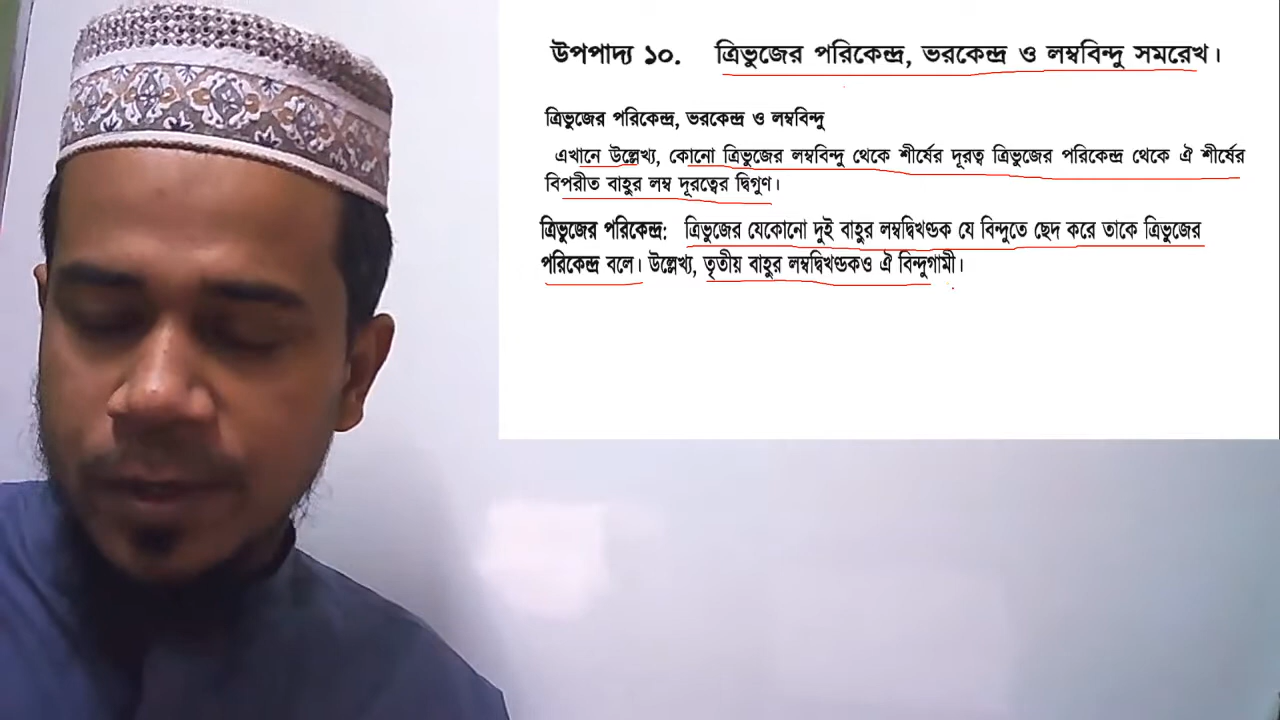 উপপাদ্য ১০. ত্রিভুজের পরিকেন্দ্র, ভরকেন্দ্র ও লম্ববিন্দু সমরেখ।
ত্রিভুজের পরিকেন্দ্র, ভরকেন্দ্র ও লম্ববিন্দু
এখানে উল্লেখ্য, কোনো ত্রিভুজের লম্ববিন্দু থেকে শীর্ষের দূরত্ব ত্রিভুজের পরিকেন্দ্র থেকে ঐ শীর্ষের
বিপরীত বাহুর লম্ব দূরত্বের দ্বিগুণ।
ত্রিভুজের পরিকেন্দ্র: ত্রিভুজের যেকোনো দুই বাহুর লম্বদ্বিখণ্ডক যে বিন্দুতে ছেদ করে তাকে ত্রিভুজের
পরিকেন্দ্র বলে। উল্লেখ্য, তৃতীয় বাহুর লম্বদ্বিখণ্ডকও ঐ বিন্দুগামী।